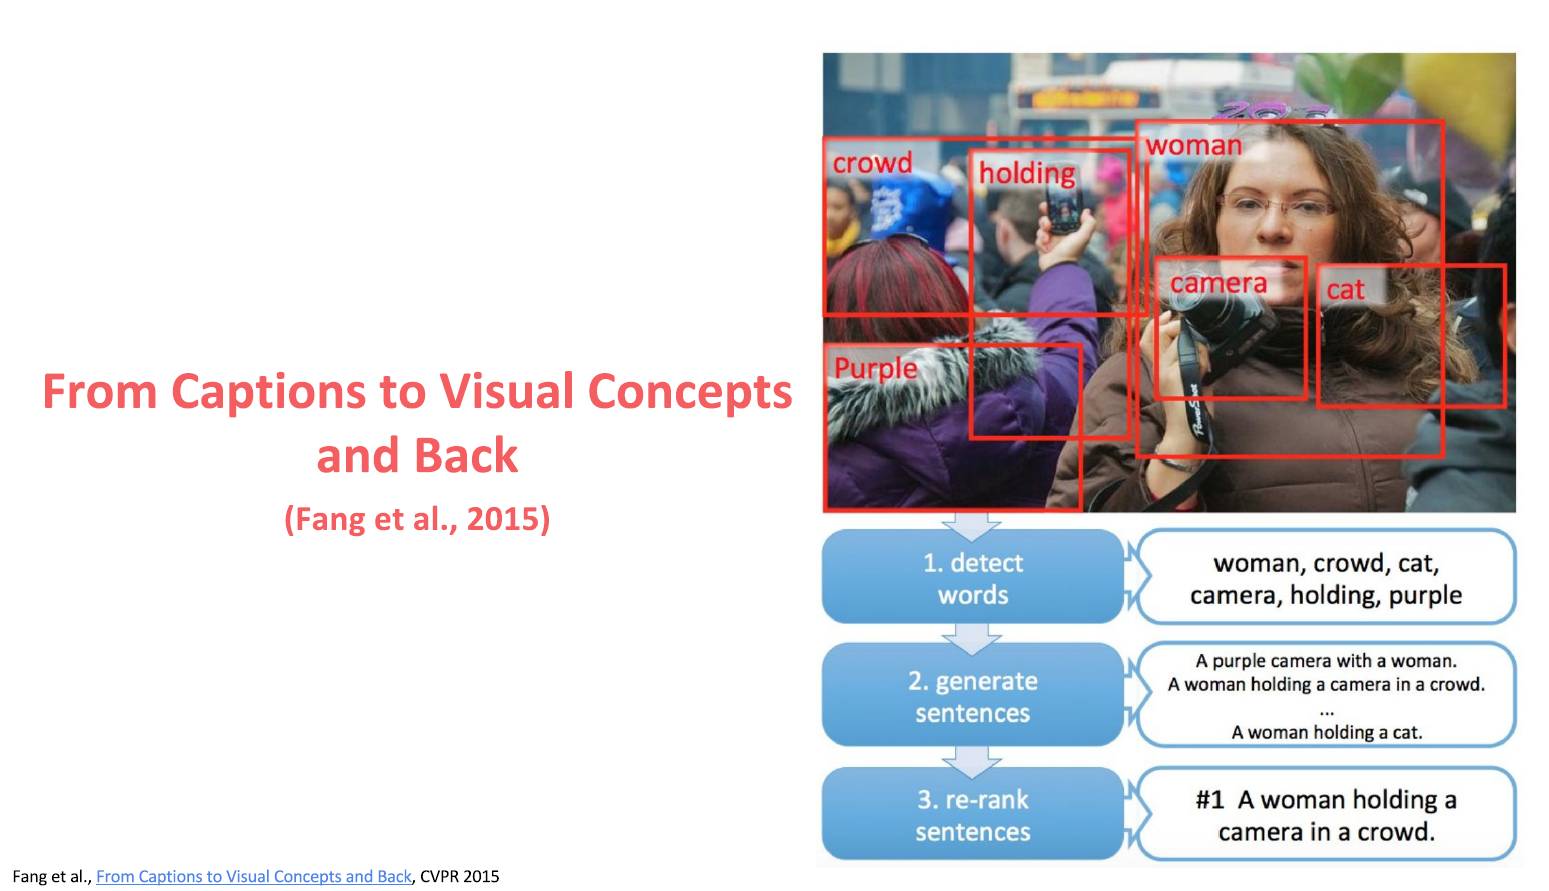 From Captions to Visual Concepts
and Back
(Fang et al., 2015)
crowd
holding
woman
camera
cat
Purple
PowerShot
1. detect
words
woman, crowd, cat,
camera, holding, purple
2. generate
sentences
A purple camera with a woman.
A woman holding a camera in a crowd.
...
A woman holding a cat.
3. re-rank
sentences
#1 A woman holding a
camera in a crowd.
Fang et al., From Captions to Visual Concepts and Back, CVPR 2015